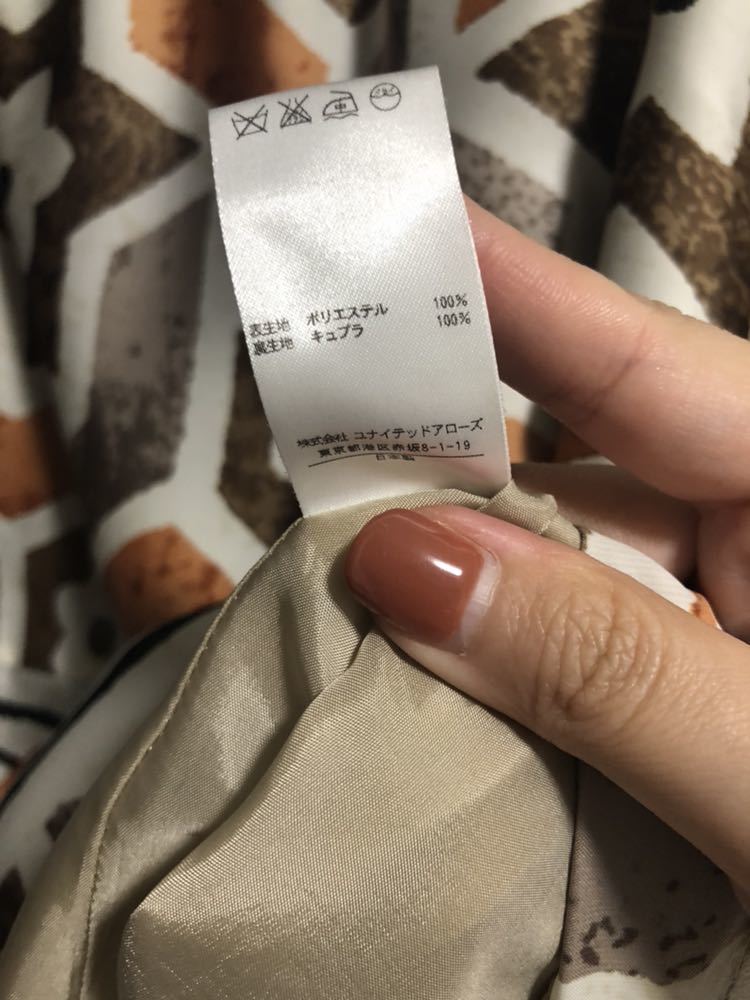 表生地 ポリエステル 100%
裏生地 キュプラ 100%
株式会社 ユナイテッドアローズ
東京都港区赤坂8-1-19
日本製